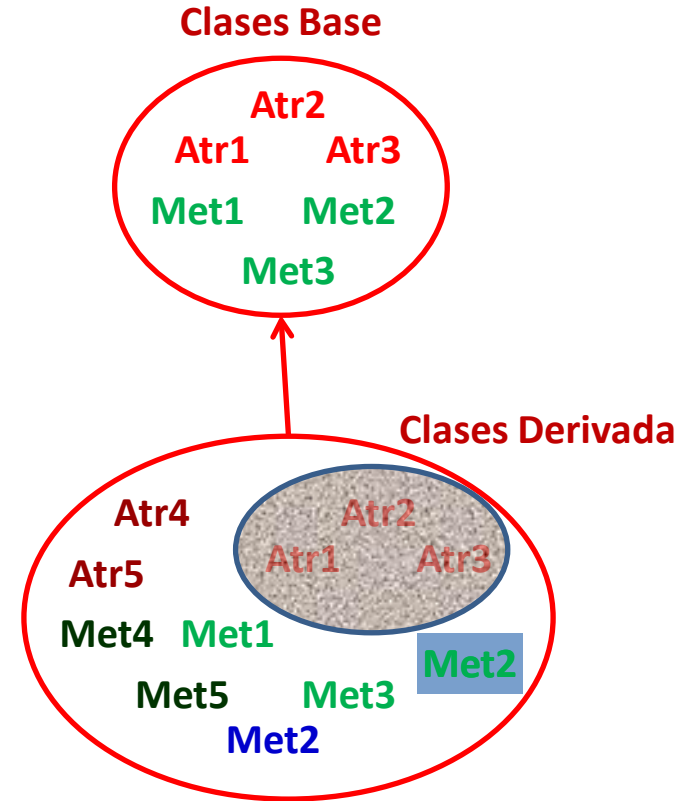 Clases Base
Atr2
Atr1 Atr3
Met1 Met2
Met3
Clases Derivada
Atr4 Atr2
Atr5 Atr1 Atr3
Met4 Met1 Met2
Met5 Met3
Met2